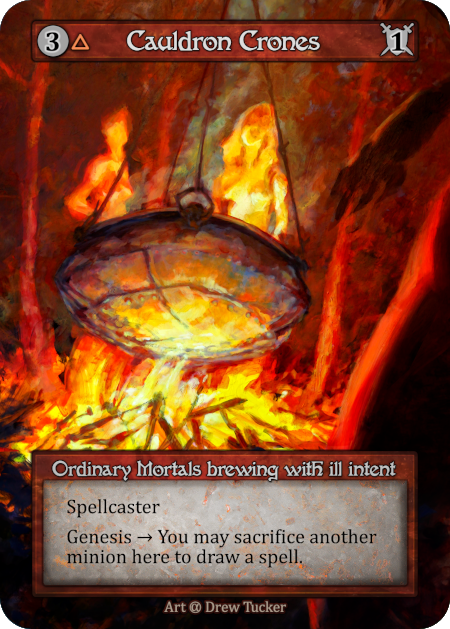 3 Cauldron Crones 1
Ordinary Mortals brewing with ill intent
Spellcaster
Genesis → You may sacrifice another
minion here to draw a spell.
Art @ Drew Tucker